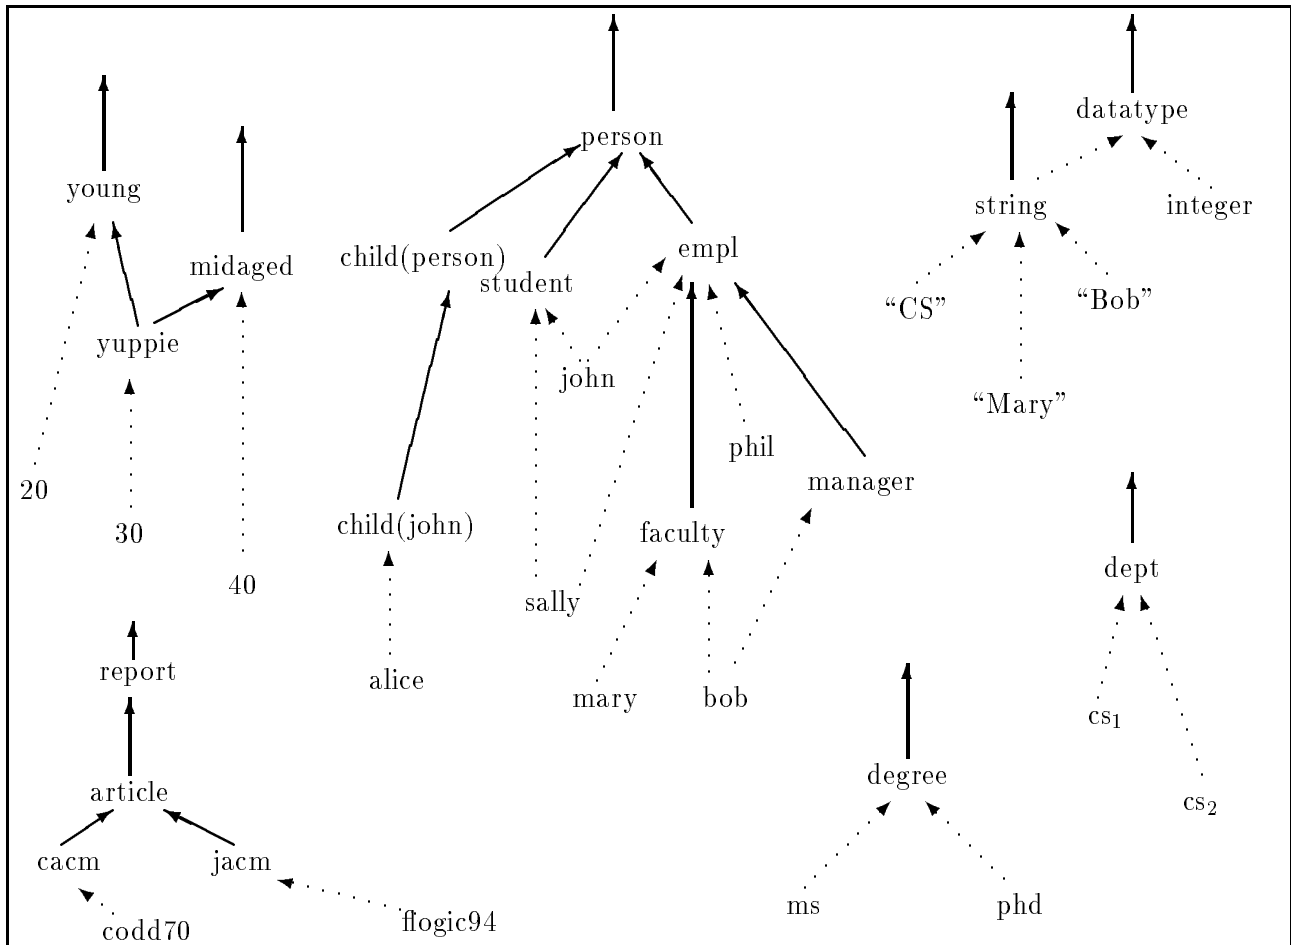 person
datatype
young
string
integer
child(person)
empl
midaged
student
“CS”
“Bob”
yuppie
john
“Mary”
phil
20
manager
child(john)
30
faculty
dept
40
sally
report
alice
mary
bob
cs1
degree
article
cs2
cacm
jacm
ms
phd
flogic94
codd70